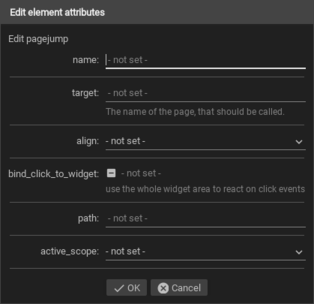 Edit element attributes
Edit pagejump
name: - not set -
target: - not set -
The name of the page, that should be called.
align: - not set -
bind_click_to_widget: - not set -
use the whole widget area to react on click events
path: - not set -
active_scope: - not set -
OK Cancel